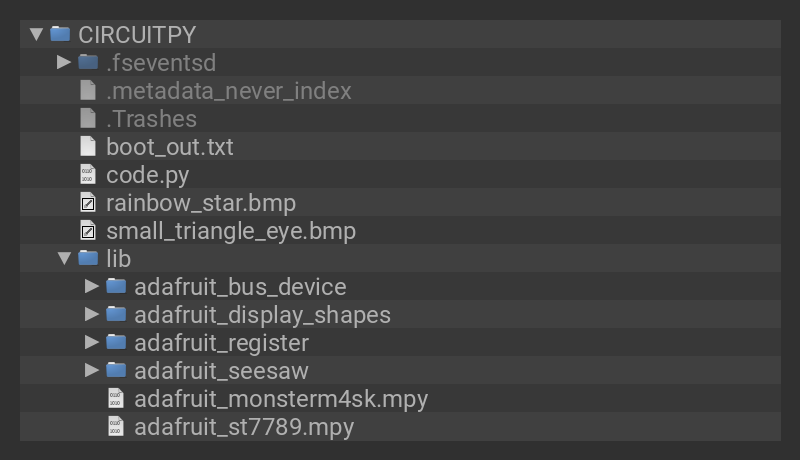 CIRCUITPY
.fseventsd
.metadata_never_index
.Trashes
boot_out.txt
code.py
rainbow_star.bmp
small_triangle_eye.bmp
lib
adafruit_bus_device
adafruit_display_shapes
adafruit_register
adafruit_seesaw
adafruit_monsterm4sk.mpy
adafruit_st7789.mpy